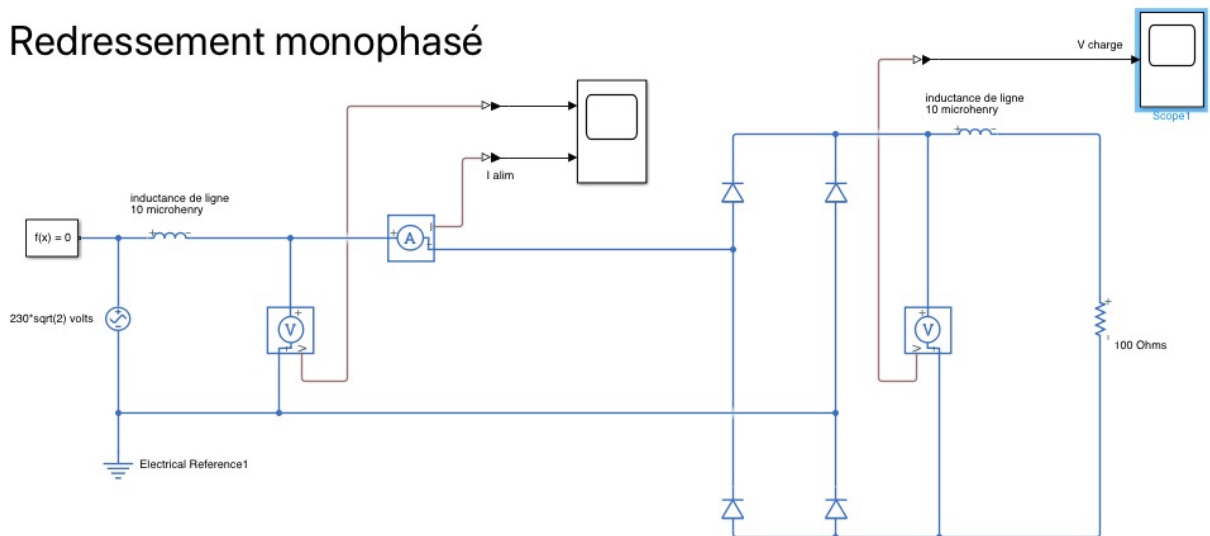 Redressement monophasé
V charge
Scope1
inductance de ligne
10 microhenry
I alim
inductance de ligne
10 microhenry
f(x) = 0
A
I
230*sqrt(2) volts
V
V
V
V
100 Ohms
Electrical Reference1